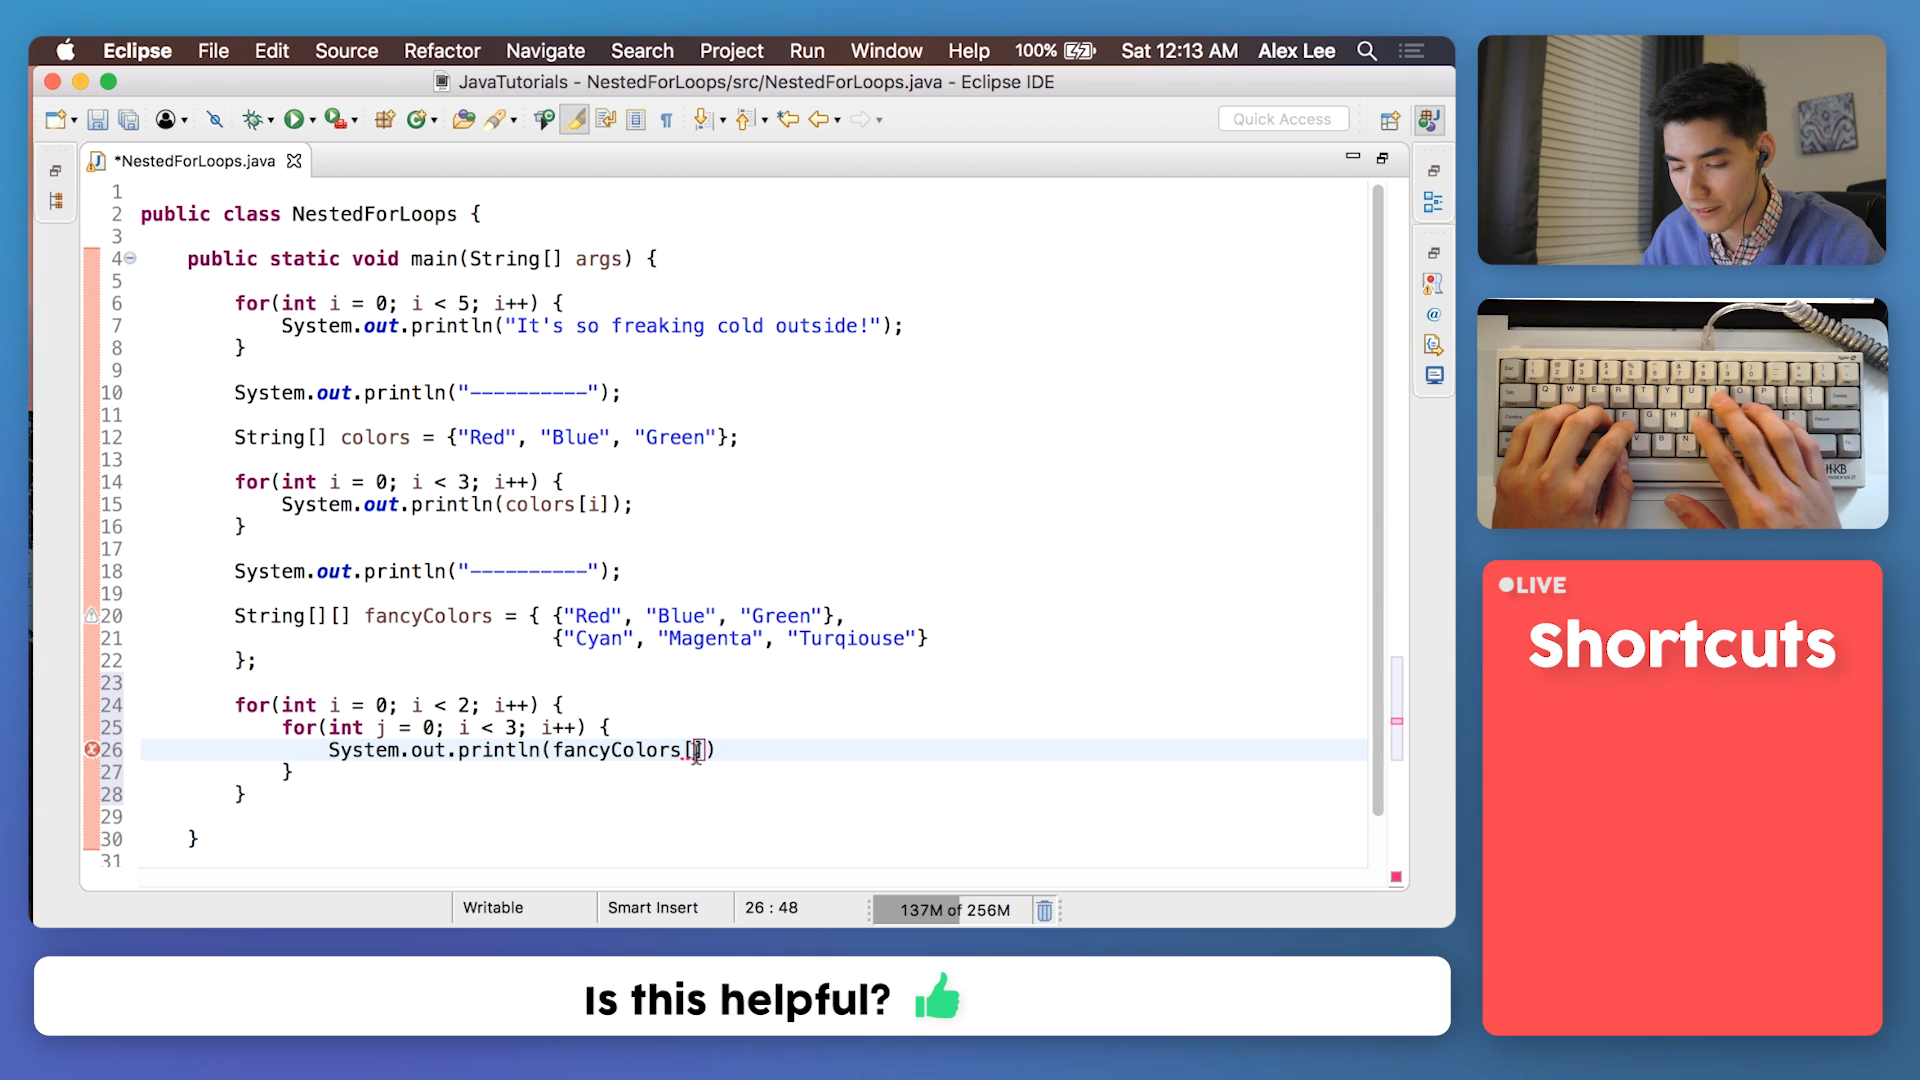 Eclipse File Edit Source Refactor Navigate Search Project Run Window Help 100% Sat 12:13 AM Alex Lee
JavaTutorials - NestedForLoops/src/NestedForLoops.java - Eclipse IDE
Quick Access
*NestedForLoops.java
1
2 public class NestedForLoops {
3
4 public static void main(String[] args) {
5
6 for(int i = 0; i < 5; i++) {
7 System.out.println("It's so freaking cold outside!");
8 }
9
10 System.out.println("----------");
11
12 String[] colors = {"Red", "Blue", "Green"};
13
14 for(int i = 0; i < 3; i++) {
15 System.out.println(colors[i]);
16 }
17
18 System.out.println("----------");
19
20 String[][] fancyColors = { {"Red", "Blue", "Green"},
21 {"Cyan", "Magenta", "Turqiouse"}
22 };
23
24 for(int i = 0; i < 2; i++) {
25 for(int j = 0; i < 3; i++) {
26 System.out.println(fancyColors[])
27 }
28 }
29
30 }
31
Writable Smart Insert 26 : 48 137M of 256M
LIVE
Shortcuts
Is this helpful?